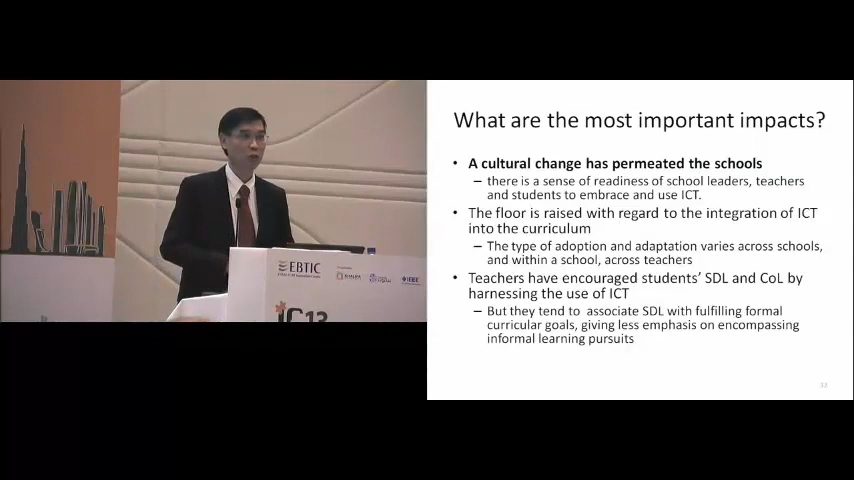 What are the most important impacts?
• A cultural change has permeated the schools
– there is a sense of readiness of school leaders, teachers
and students to embrace and use ICT.
• The floor is raised with regard to the integration of ICT
into the curriculum
– The type of adoption and adaptation varies across schools,
and within a school, across teachers
• Teachers have encouraged students’ SDL and CoL by
harnessing the use of ICT
– But they tend to associate SDL with fulfilling formal
curricular goals, giving less emphasis on encompassing
informal learning pursuits
33
EBTIC
IEEE